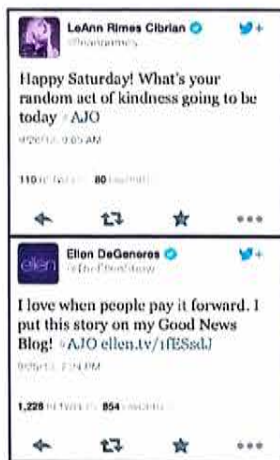 LeAnn Rimes Cibrian
Happy Saturday! What's your
random act of kindness going to be
today #AJO
110
80
ellen
Ellen DeGeneres
@TheEllenShow
I love when people pay it forward. I
put this story on my Good News
Blog! #AJO ellen.tv/1fESsdJ
1,226
854